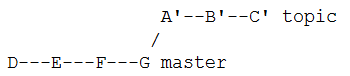 A'--B'--C' topic
/
D---E---F---G master